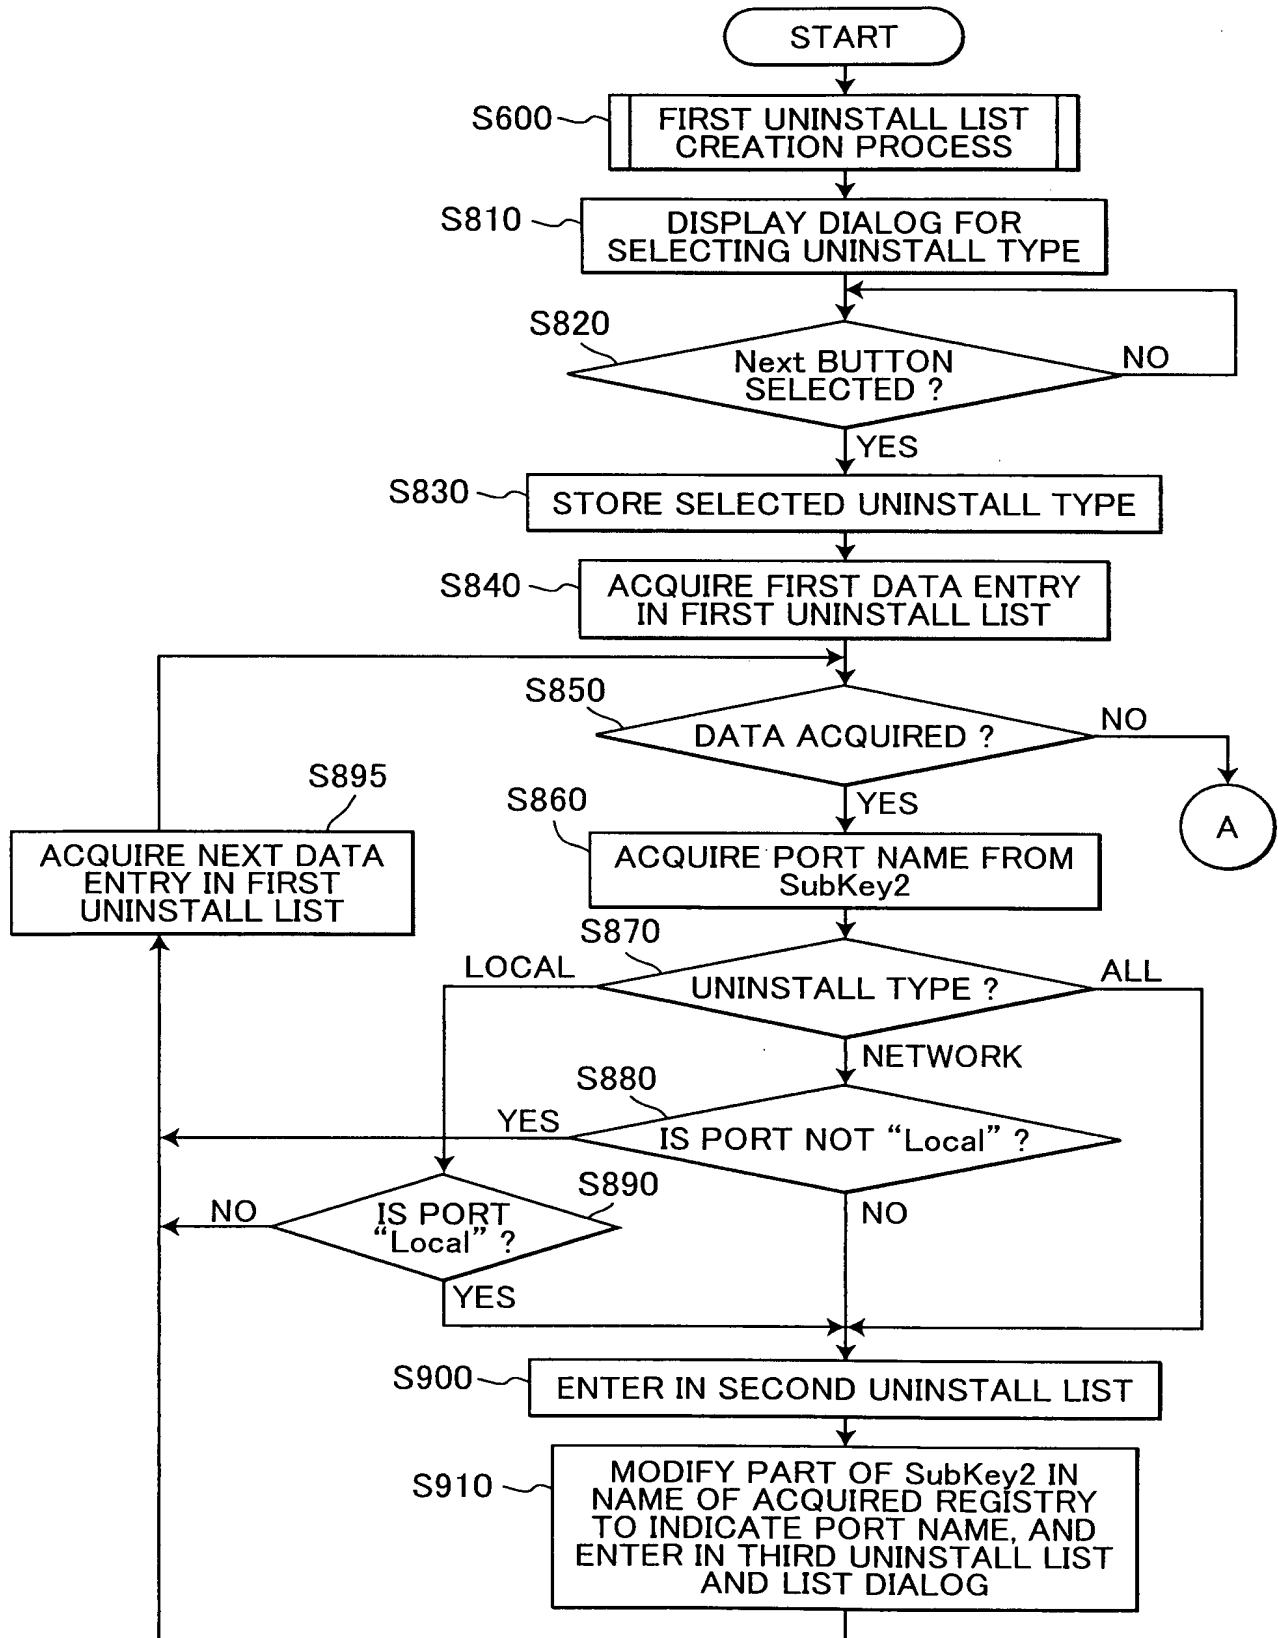 START
S600
FIRST UNINSTALL LIST
CREATION PROCESS
S810
DISPLAY DIALOG FOR
SELECTING UNINSTALL TYPE
S820
Next BUTTON
SELECTED ?
NO
YES
S830
STORE SELECTED UNINSTALL TYPE
S840
ACQUIRE FIRST DATA ENTRY
IN FIRST UNINSTALL LIST
S850
DATA ACQUIRED ?
NO
YES
A
S895
ACQUIRE NEXT DATA
ENTRY IN FIRST
UNINSTALL LIST
S860
ACQUIRE PORT NAME FROM
SubKey2
S870
UNINSTALL TYPE ?
LOCAL
ALL
NETWORK
S880
IS PORT NOT “Local” ?
YES
NO
S890
IS PORT
“Local” ?
NO
YES
S900
ENTER IN SECOND UNINSTALL LIST
S910
MODIFY PART OF SubKey2 IN
NAME OF ACQUIRED REGISTRY
TO INDICATE PORT NAME, AND
ENTER IN THIRD UNINSTALL LIST
AND LIST DIALOG